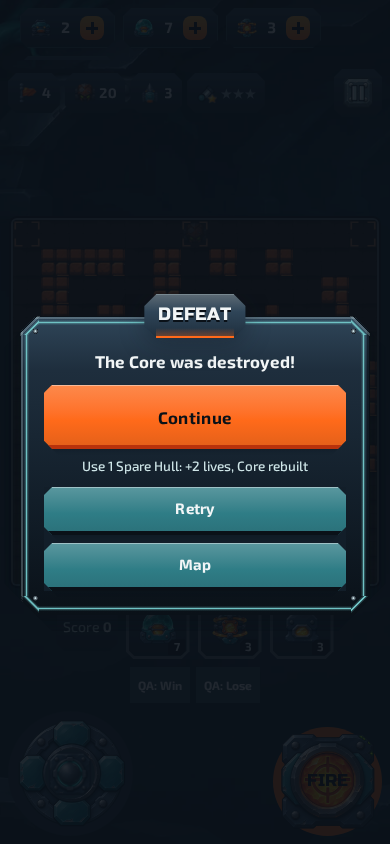 2 7 3
4 20 3
DEFEAT
The Core was destroyed!
Continue
Use 1 Spare Hull: +2 lives, Core rebuilt
Retry
Map
Score 0
7 3 3
QA: Win QA: Lose
FIRE